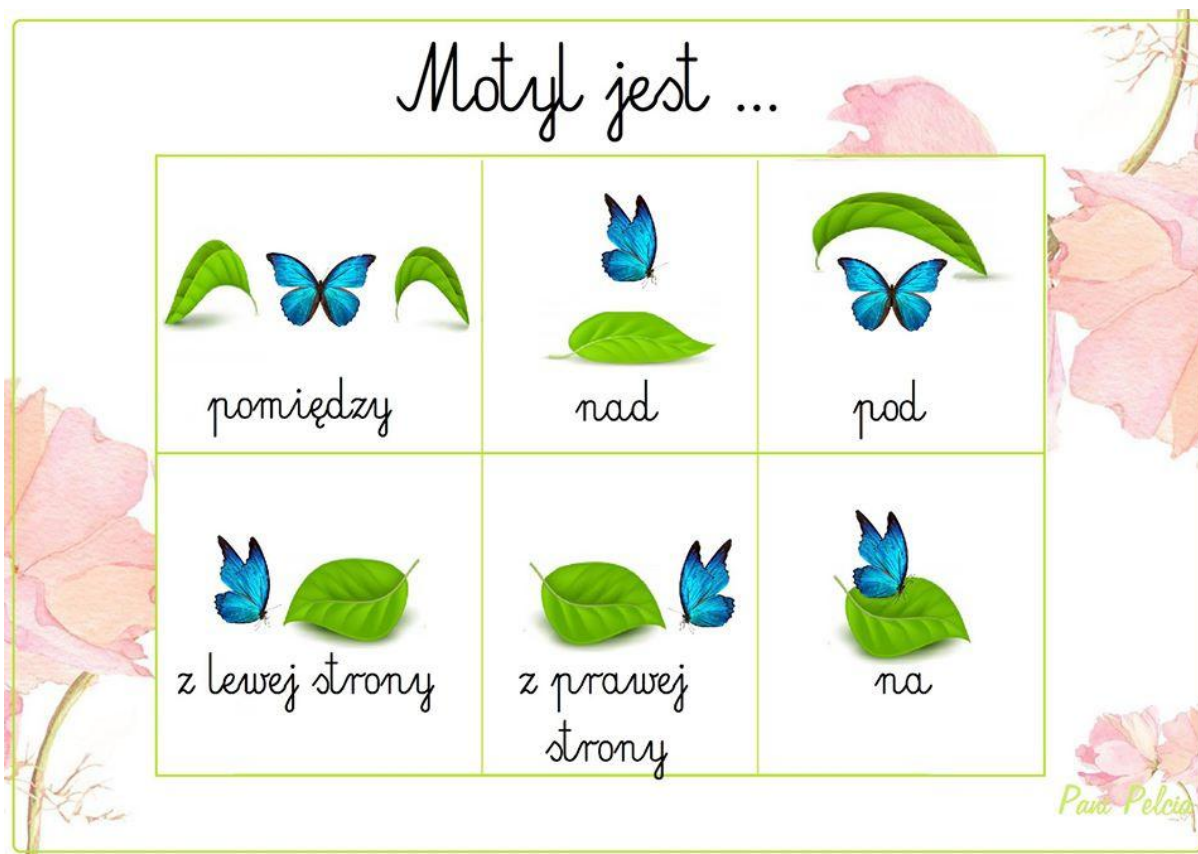 Motyl jest ...
pomiędzy
nad
pod
z lewej strony
z prawej
strony
na
Pani Pelcia